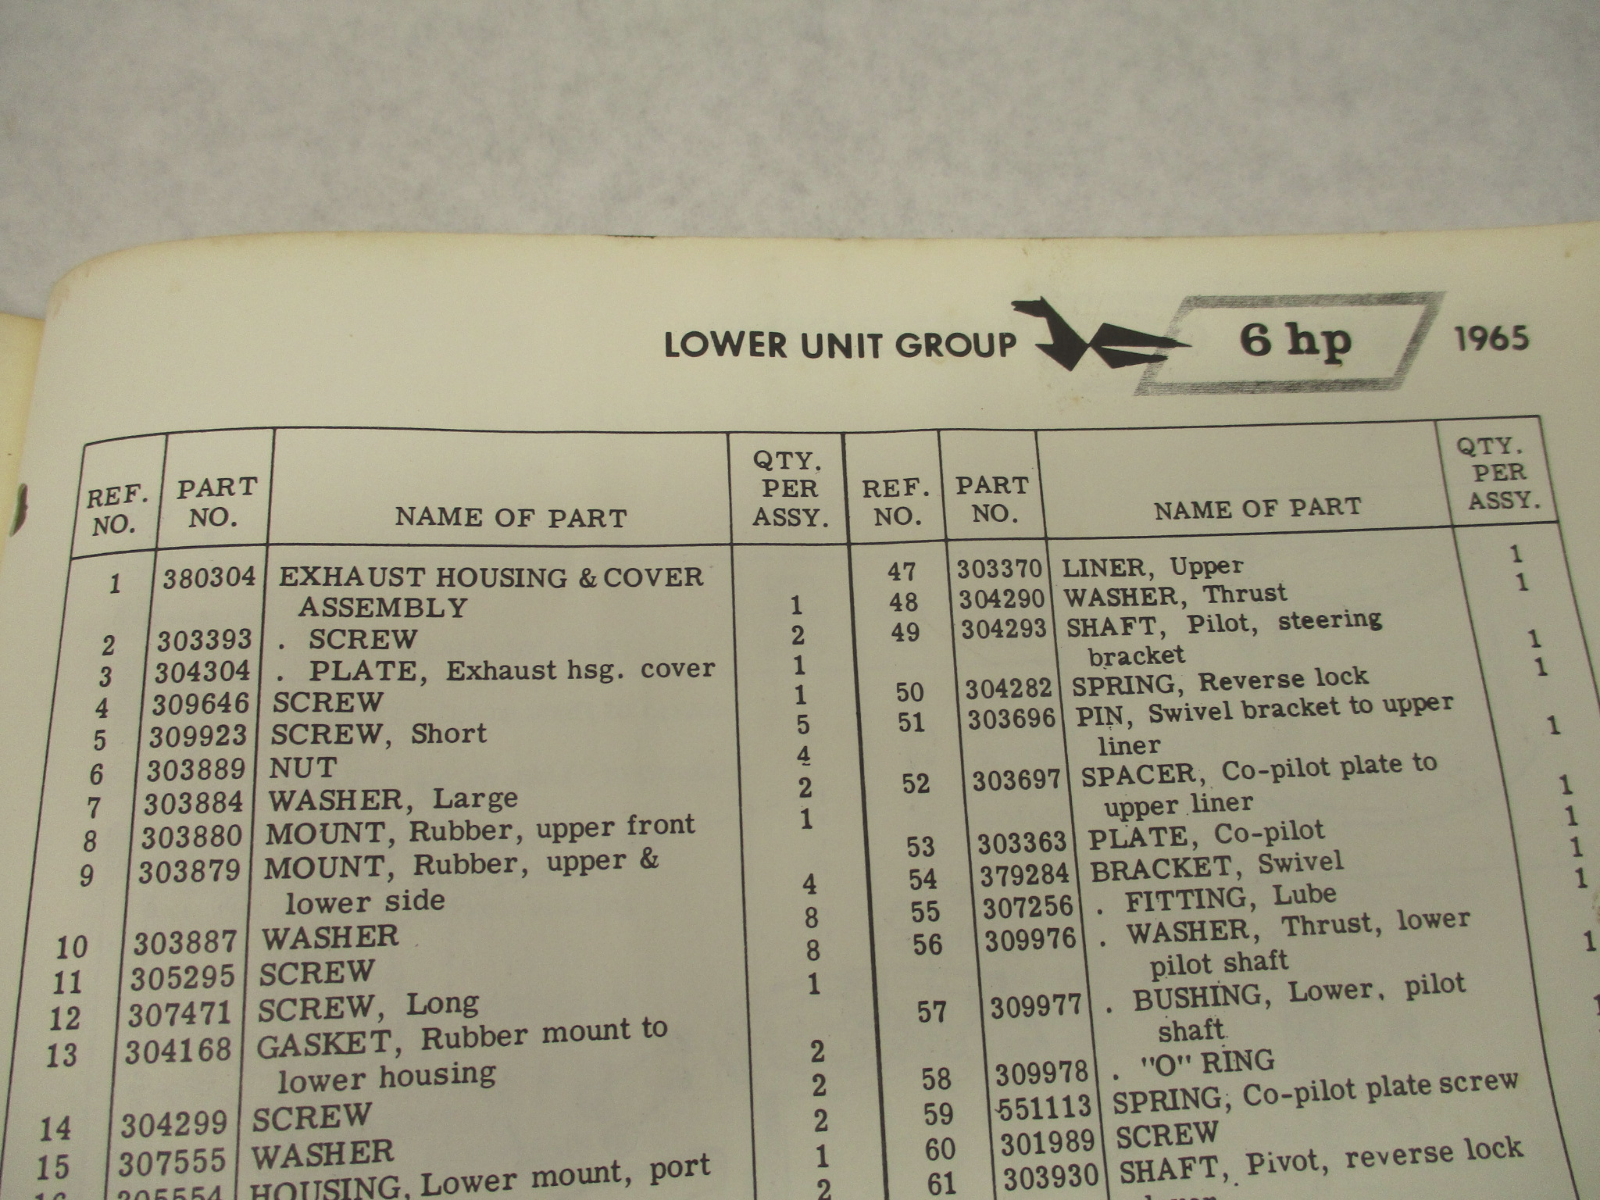 LOWER UNIT GROUP 6 hp 1965
REF. NO. PART NO. NAME OF PART QTY. PER ASSY.
1 380304 EXHAUST HOUSING & COVER
ASSEMBLY 1
2 303393 . SCREW 2
3 304304 . PLATE, Exhaust hsg. cover 1
4 309646 SCREW 1
5 309923 SCREW, Short 5
6 303889 NUT 4
7 303884 WASHER, Large 2
8 303880 MOUNT, Rubber, upper front 1
9 303879 MOUNT, Rubber, upper &
lower side 4
10 303887 WASHER 8
11 305295 SCREW 8
12 307471 SCREW, Long 1
13 304168 GASKET, Rubber mount to
lower housing 2
14 304299 SCREW 2
15 307555 WASHER 2
16 305554 HOUSING, Lower mount, port 1
2
REF. NO. PART NO. NAME OF PART QTY. PER ASSY.
47 303370 LINER, Upper 1
48 304290 WASHER, Thrust 1
49 304293 SHAFT, Pilot, steering
bracket 1
50 304282 SPRING, Reverse lock 1
51 303696 PIN, Swivel bracket to upper
liner 1
52 303697 SPACER, Co-pilot plate to
upper liner 1
53 303363 PLATE, Co-pilot 1
54 379284 BRACKET, Swivel 1
55 307256 . FITTING, Lube 1
56 309976 . WASHER, Thrust, lower
pilot shaft 1
57 309977 . BUSHING, Lower, pilot
shaft 1
58 309978 . "O" RING
59 551113 SPRING, Co-pilot plate screw
60 301989 SCREW
61 303930 SHAFT, Pivot, reverse lock